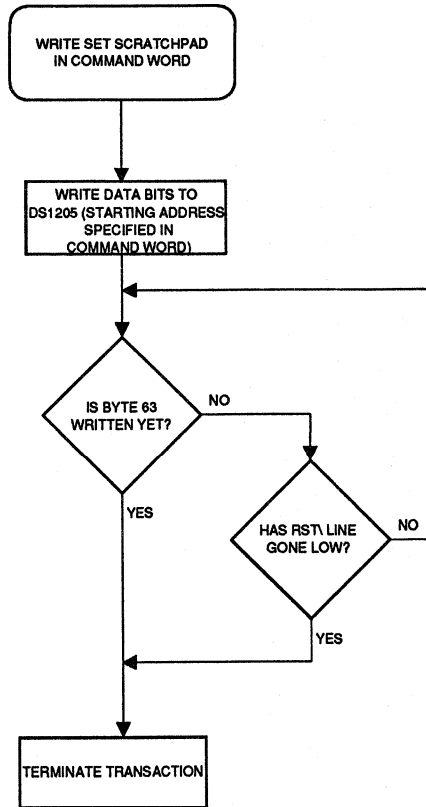 WRITE SET SCRATCHPAD
IN COMMAND WORD
WRITE DATA BITS TO
DS1205 (STARTING ADDRESS
SPECIFIED IN
COMMAND WORD)
IS BYTE 63
WRITTEN YET?
NO
YES
HAS RST\ LINE
GONE LOW?
NO
YES
TERMINATE TRANSACTION